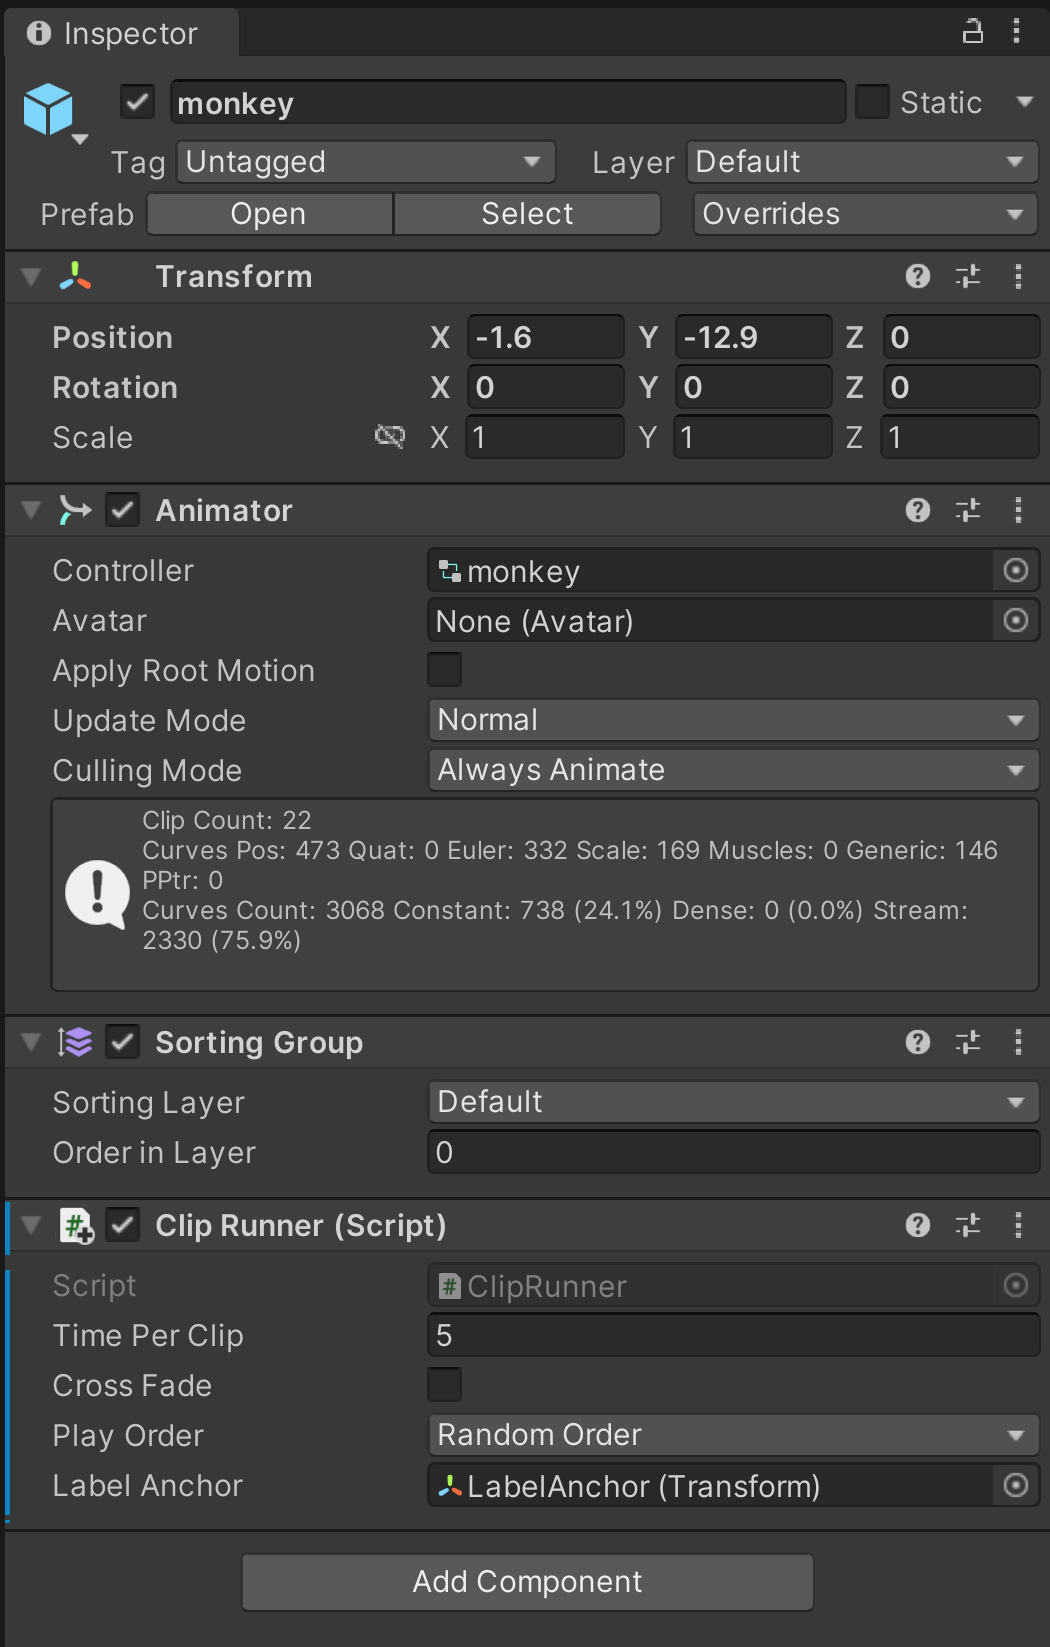 Inspector
monkey Static
Tag Untagged Layer Default
Prefab Open Select Overrides
Transform
Position X -1.6 Y -12.9 Z 0
Rotation X 0 Y 0 Z 0
Scale X 1 Y 1 Z 1
Animator
Controller monkey
Avatar None (Avatar)
Apply Root Motion
Update Mode Normal
Culling Mode Always Animate
Clip Count: 22
Curves Pos: 473 Quat: 0 Euler: 332 Scale: 169 Muscles: 0 Generic: 146
PPtr: 0
Curves Count: 3068 Constant: 738 (24.1%) Dense: 0 (0.0%) Stream:
2330 (75.9%)
Sorting Group
Sorting Layer Default
Order in Layer 0
Clip Runner (Script)
Script ClipRunner
Time Per Clip 5
Cross Fade
Play Order Random Order
Label Anchor LabelAnchor (Transform)
Add Component